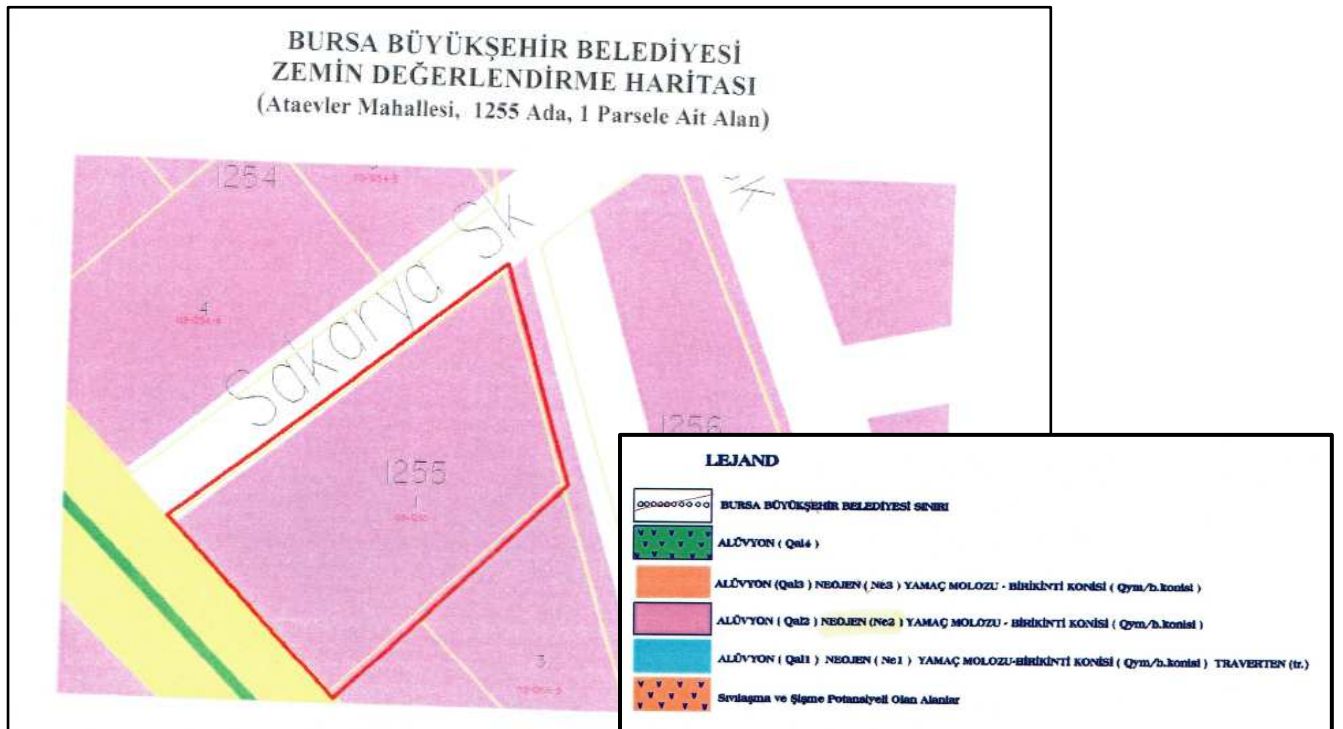 BURSA BÜYÜKŞEHİR BELEDİYESİ
ZEMİN DEĞERLENDİRME HARİTASI
(Ataevler Mahallesi, 1255 Ada, 1 Parsele Ait Alan)
1254
4
Sakarya Sk
Sk
1255
1
1256
3
LEJAND
BURSA BÜYÜKŞEHİR BELEDİYESİ SINIRI
ALÜVYON ( Qal4 )
ALÜVYON (Qal3 ) NEOJEN ( Ne3 ) YAMAÇ MOLOZU - BİRİKİNTİ KONİSİ ( Qym/b.konisi )
ALÜVYON ( Qal2 ) NEOJEN (Ne2 ) YAMAÇ MOLOZU - BİRİKİNTİ KONİSİ ( Qym/b.konisi )
ALÜVYON ( Qal1 ) NEOJEN ( Ne1 ) YAMAÇ MOLOZU-BİRİKİNTİ KONİSİ ( Qym/b.konisi ) TRAVERTEN (tr.)
Sıvılaşma ve Şişme Potansiyeli Olan Alanlar